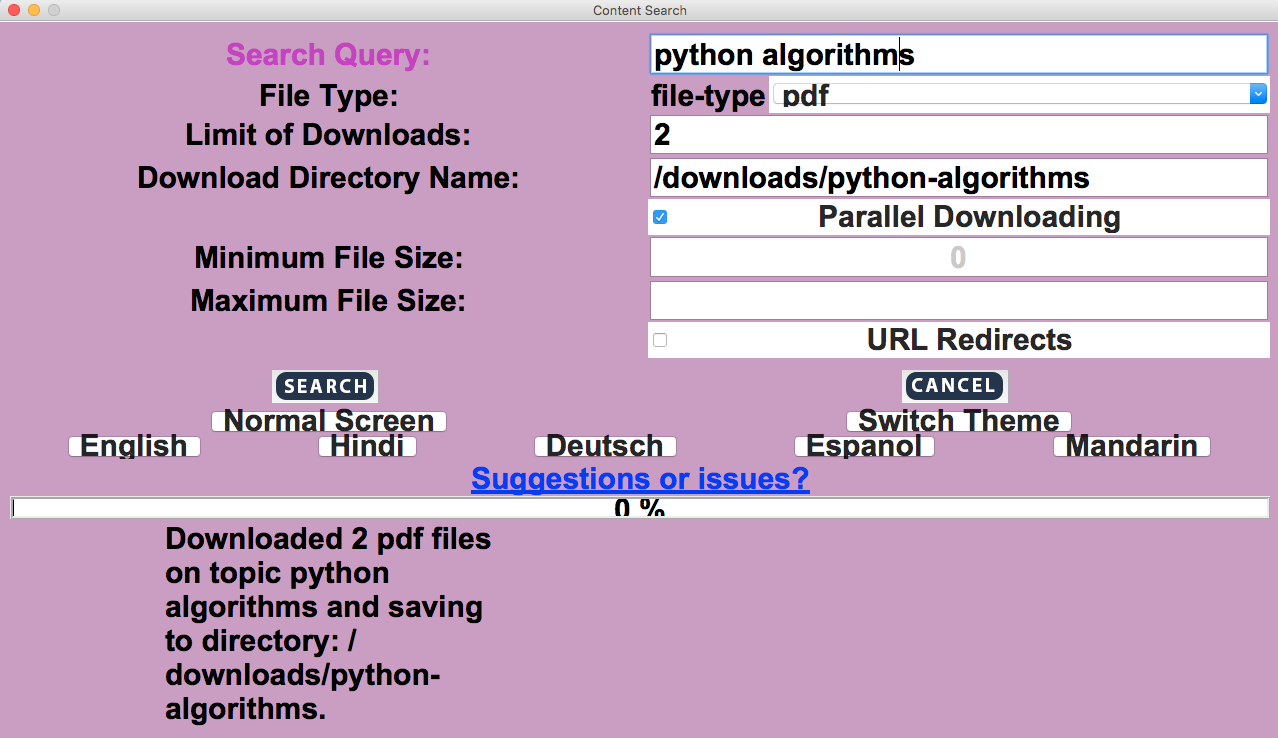 Content Search
Search Query: python algorithms
File Type: file-type pdf
Limit of Downloads: 2
Download Directory Name: /downloads/python-algorithms
Parallel Downloading
Minimum File Size: 0
Maximum File Size:
URL Redirects
SEARCH CANCEL
Normal Screen Switch Theme
English Hindi Deutsch Espanol Mandarin
Suggestions or issues?
0 %
Downloaded 2 pdf files
on topic python
algorithms and saving
to directory: /
downloads/python-
algorithms.